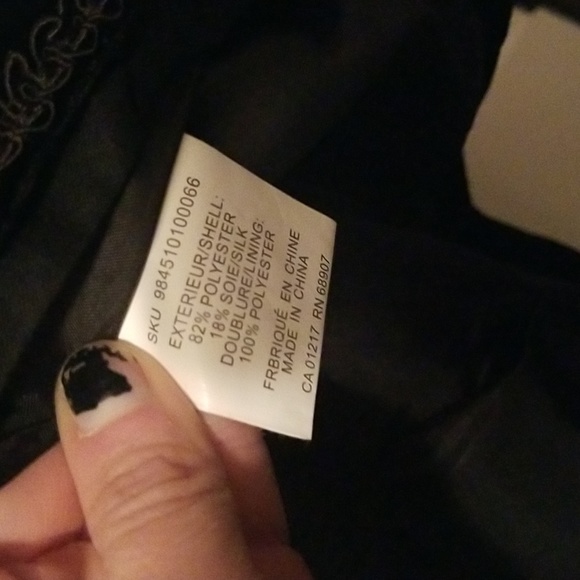 SKU 984510100066
EXTERIEUR/SHELL:
82% POLYESTER
18% SOIE/SILK
DOUBLURE/LINING:
100% POLYESTER
FRBRIQUÉ EN CHINE
MADE IN CHINA
CA 01217 RN 68907